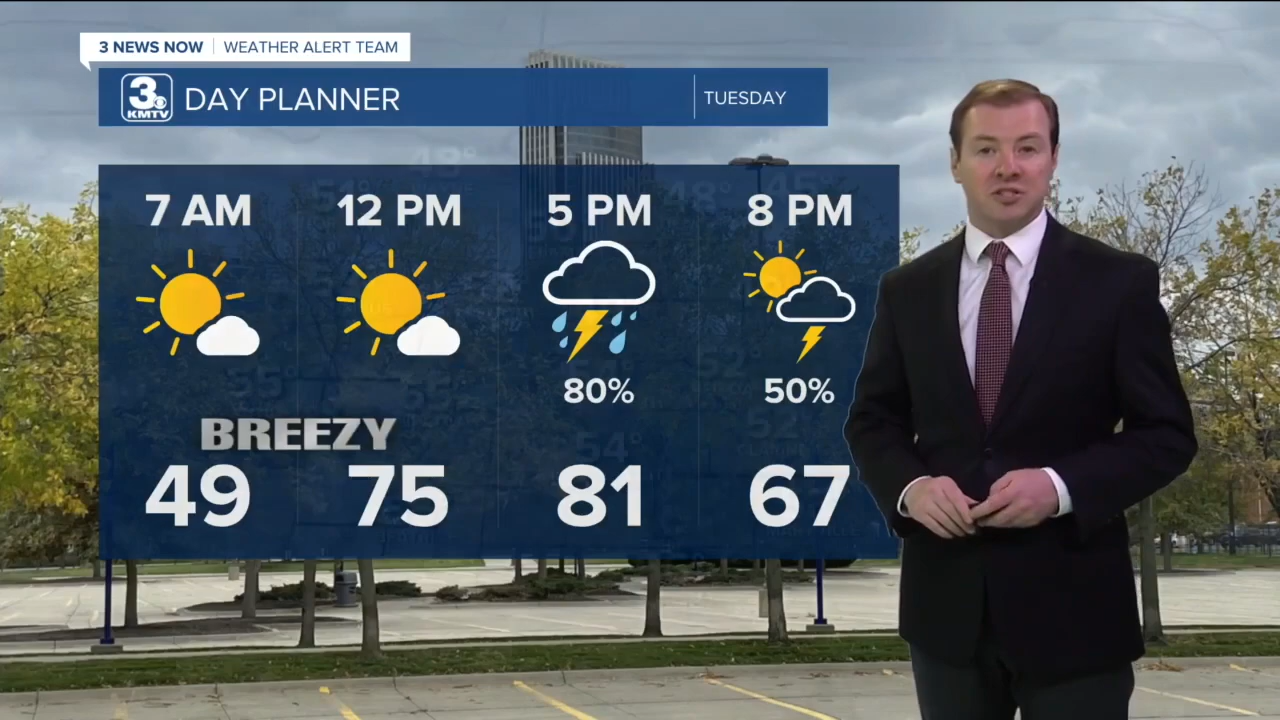 3 NEWS NOW | WEATHER ALERT TEAM
3 KMTV DAY PLANNER TUESDAY
7 AM 12 PM 5 PM 8 PM
80% 50%
BREEZY
49 75 81 67